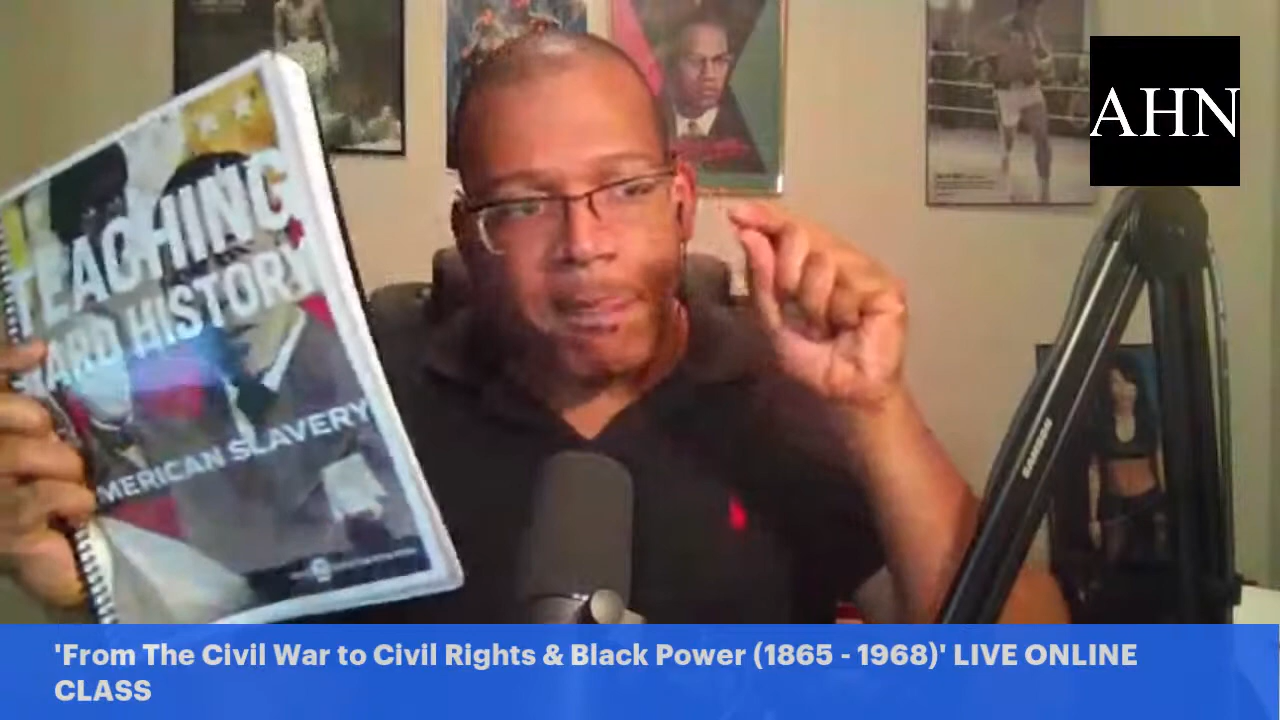 AHN
TEACHING
HARD HISTORY
AMERICAN SLAVERY
SAMSON
'From The Civil War to Civil Rights & Black Power (1865 - 1968)' LIVE ONLINE
CLASS